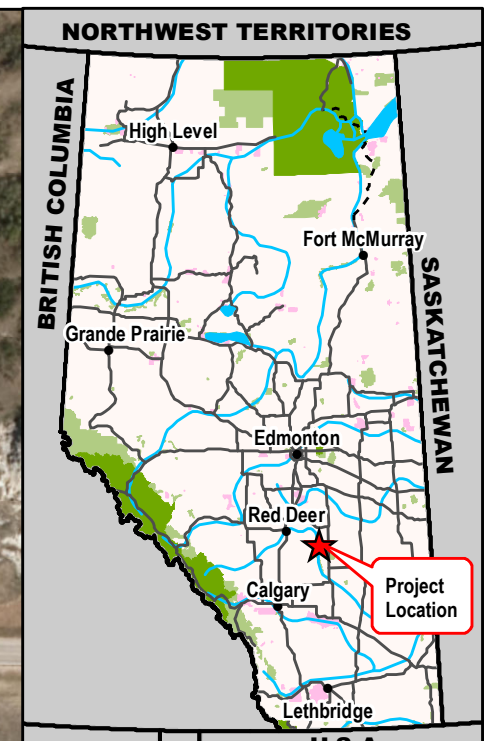 NORTHWEST TERRITORIES
BRITISH COLUMBIA
High Level
Fort McMurray
SASKATCHEWAN
Grande Prairie
Edmonton
Red Deer
Project
Location
Calgary
Lethbridge
U.S.A.